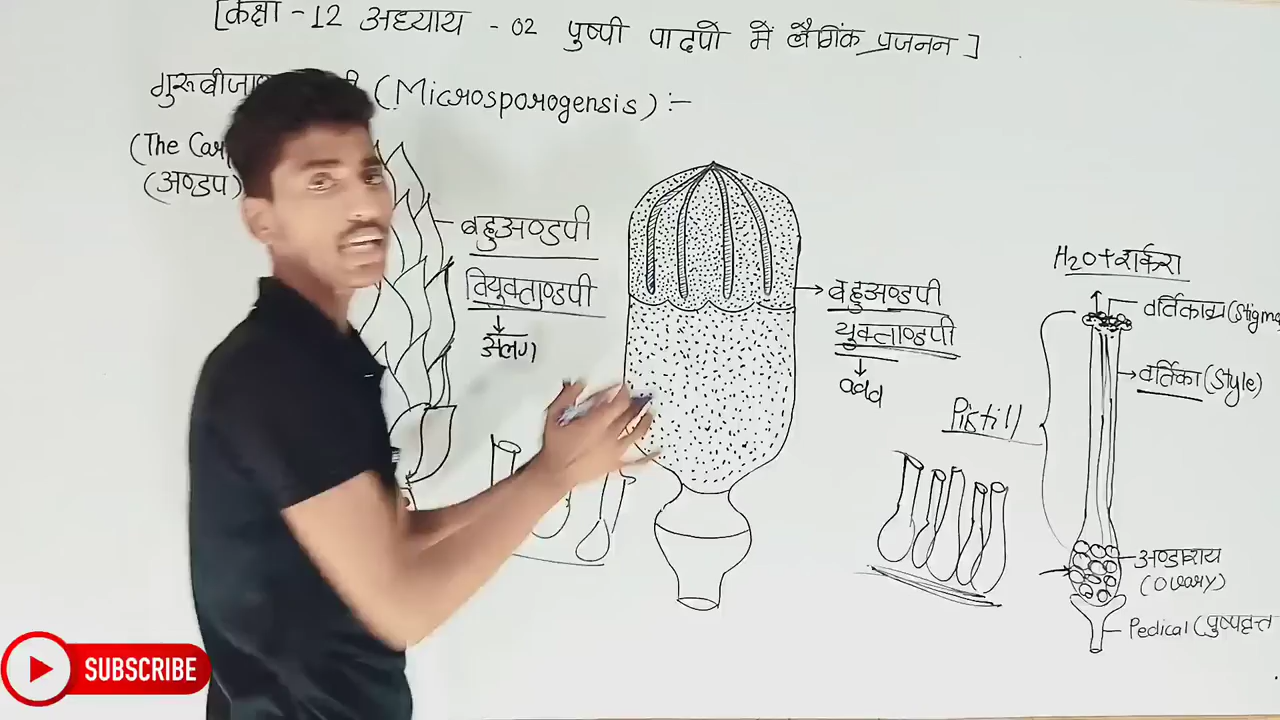 [कक्षा -12 अध्याय - 02 पुष्पी पादपो में लैगिंक प्रजनन]
(Microsporogensis) :-
(The
(अण्डप)
बहुअण्डपी
वियुक्ताण्डपी
अलग
बहुअण्डपी
युक्ताण्डपी
H2O+शर्करा
वर्तिकाग्र (Stigma
वर्तिका (Style)
Pistill
अण्डाशय
(Ovary)
Pedical (पुष्पवृन्त
SUBSCRIBE